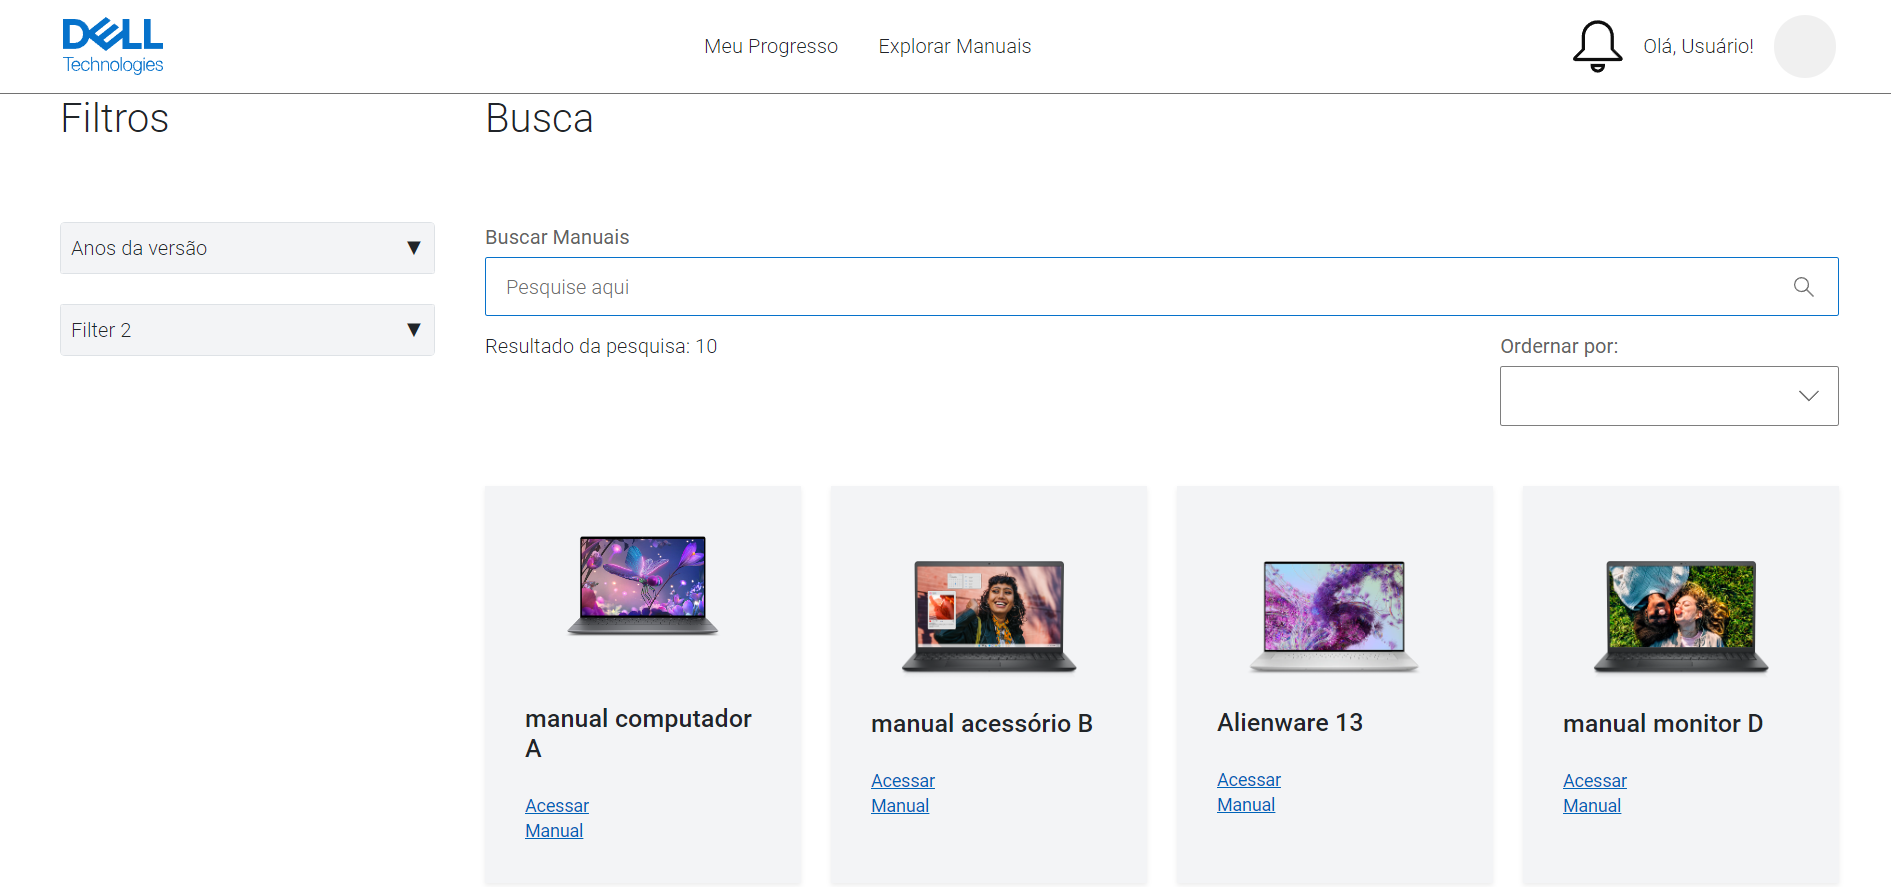 DELL
Technologies
Meu Progresso
Explorar Manuais
Olá, Usuário!
Filtros
Busca
Anos da versão
Filter 2
Buscar Manuais
Pesquise aqui
Resultado da pesquisa: 10
Ordernar por:
manual computador
A
Acessar
Manual
manual acessório B
Acessar
Manual
Alienware 13
Acessar
Manual
manual monitor D
Acessar
Manual